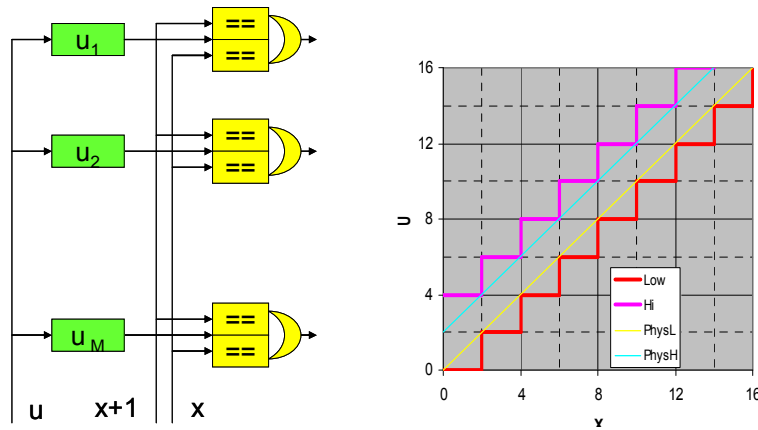 u1
==
==
u2
==
==
uM
==
==
u
x+1
x
16
12
8
4
0
u
0
4
8
12
16
x
Low
Hi
PhysL
PhysH